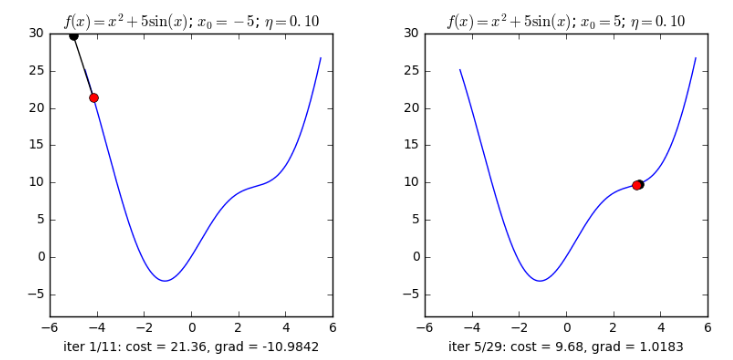 f(x) = x² + 5sin(x); x₀ = −5; η = 0.10
30
25
20
15
10
5
0
−5
−6 −4 −2 0 2 4 6
iter 1/11: cost = 21.36, grad = -10.9842
f(x) = x² + 5sin(x); x₀ = 5; η = 0.10
30
25
20
15
10
5
0
−5
−6 −4 −2 0 2 4 6
iter 5/29: cost = 9.68, grad = 1.0183